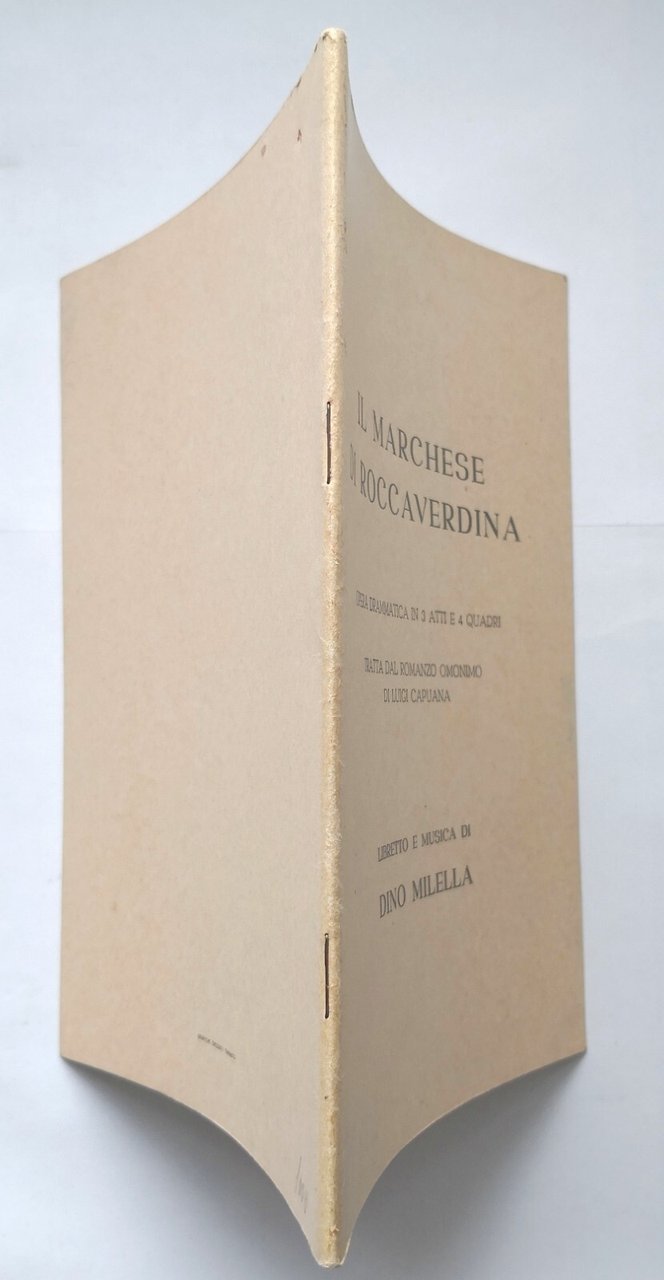 IL MARCHESE
DI ROCCAVERDINA
OPERA DRAMMATICA IN 3 ATTI E 4 QUADRI
TRATTA DAL ROMANZO OMONIMO
DI LUIGI CAPUANA
LIBRETTO E MUSICA DI
DINO MILELLA